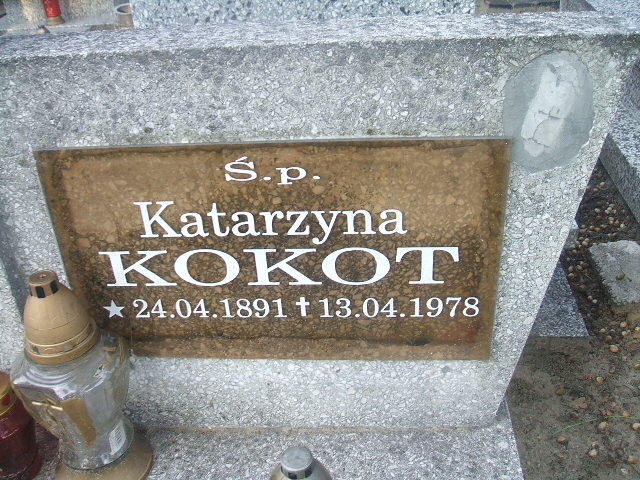 Ś.p.
Katarzyna
KOKOT
★ 24.04.1891 ✝ 13.04.1978